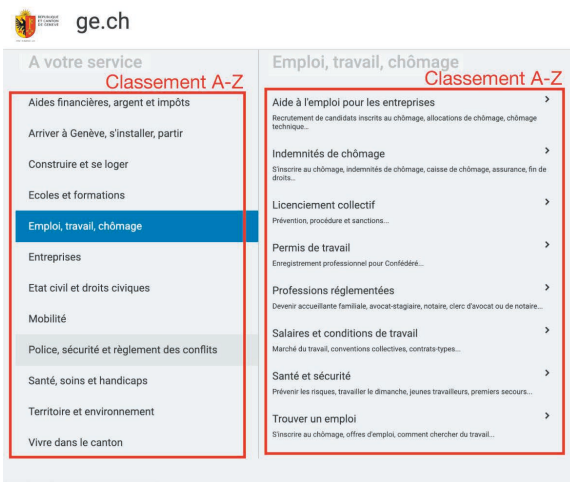 REPUBLIQUE
ET CANTON
DE GENEVE
ge.ch
A votre service
Classement A-Z
Aides financières, argent et impôts
Arriver à Genève, s'installer, partir
Construire et se loger
Ecoles et formations
Emploi, travail, chômage
Entreprises
Etat civil et droits civiques
Mobilité
Police, sécurité et règlement des conflits
Santé, soins et handicaps
Territoire et environnement
Vivre dans le canton
Emploi, travail, chômage
Classement A-Z
Aide à l'emploi pour les entreprises
Recrutement de candidats inscrits au chômage, allocations de chômage, chômage
technique...
Indemnités de chômage
S'inscrire au chômage, indemnités de chômage, caisse de chômage, assurance, fin de
droits...
Licenciement collectif
Prévention, procédure et sanctions...
Permis de travail
Enregistrement professionnel pour Confédéré...
Professions réglementées
Devenir accueillante familiale, avocat-stagiaire, notaire, clerc d'avocat ou de notaire...
Salaires et conditions de travail
Marché du travail, conventions collectives, contrats-types...
Santé et sécurité
Prévenir les risques, travailler le dimanche, jeunes travailleurs, premiers secours...
Trouver un emploi
S'inscrire au chômage, offres d'emploi, comment chercher du travail...